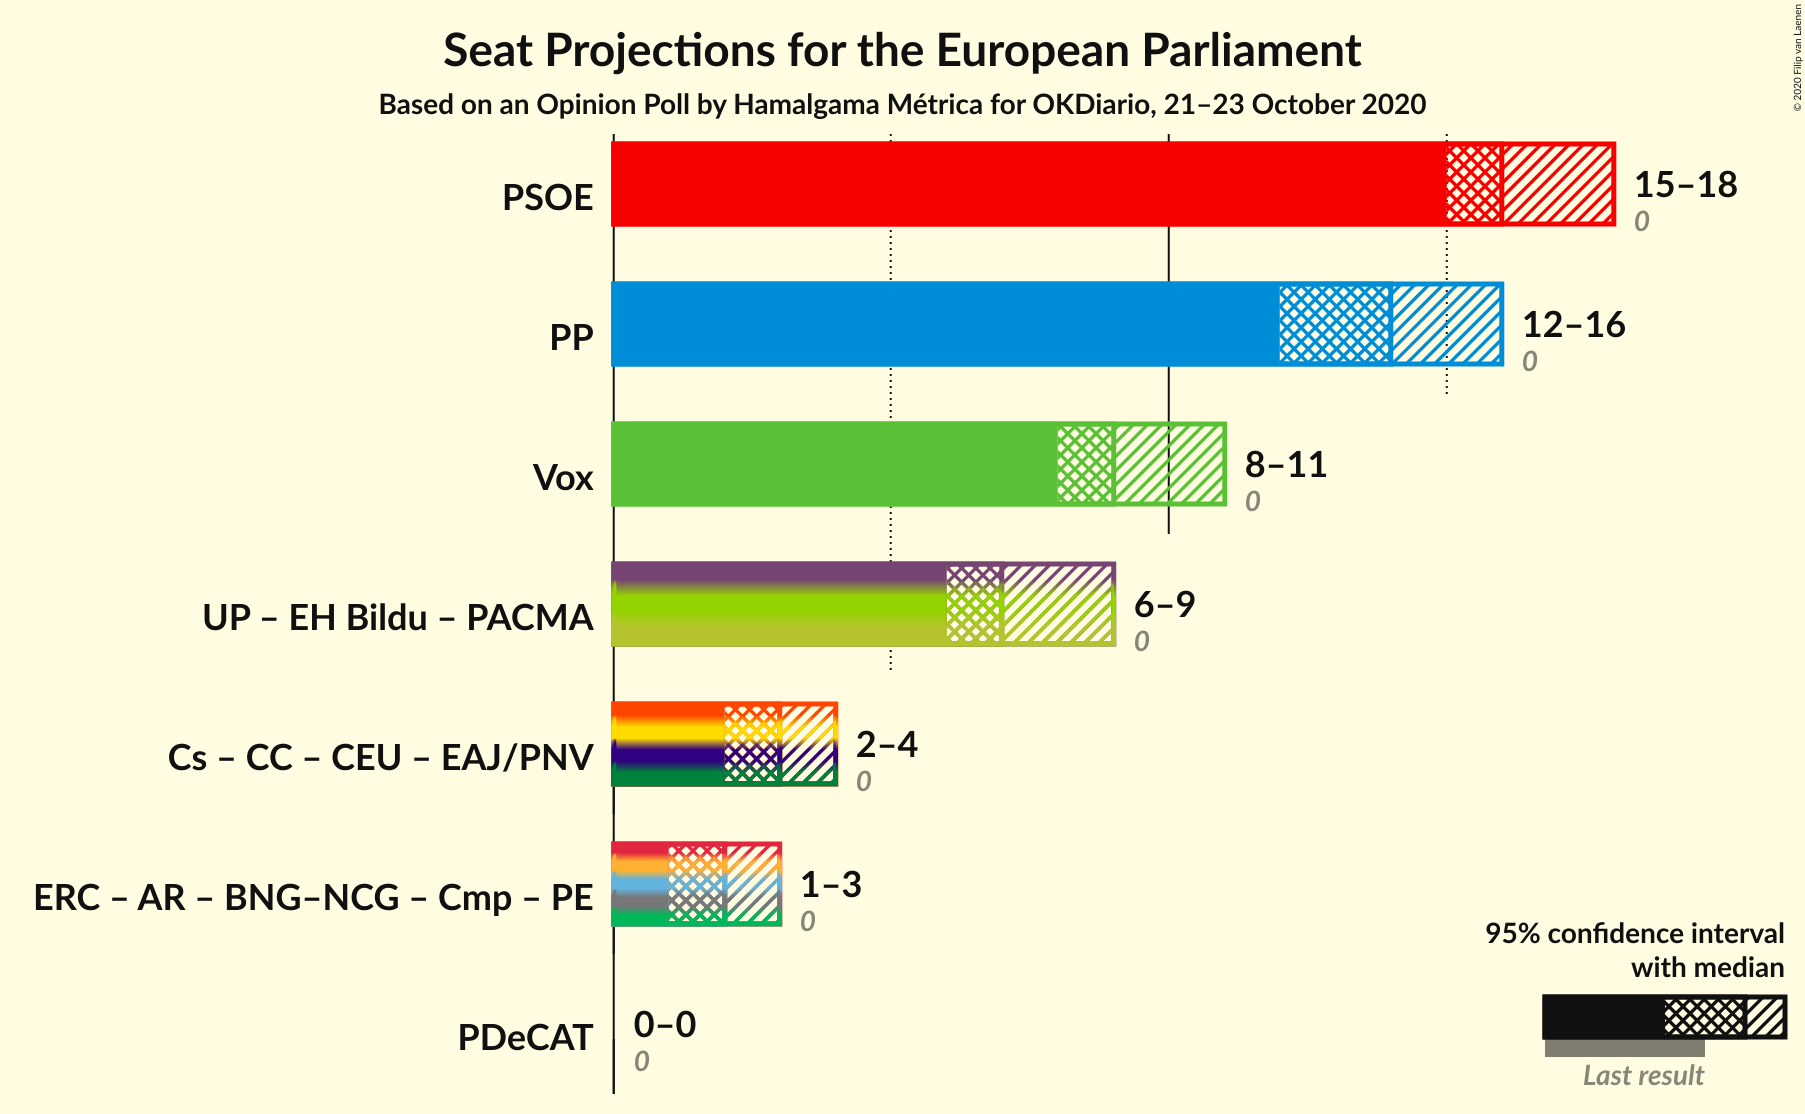 Seat Projections for the European Parliament
Based on an Opinion Poll by Hamalgama Métrica for OKDiario, 21–23 October 2020
© 2020 Filip van Laenen
PSOE
15–18
0
PP
12–16
0
Vox
8–11
0
UP – EH Bildu – PACMA
6–9
0
Cs – CC – CEU – EAJ/PNV
2–4
0
ERC – AR – BNG–NCG – Cmp – PE
1–3
0
PDeCAT
0–0
0
95% confidence interval
with median
Last result